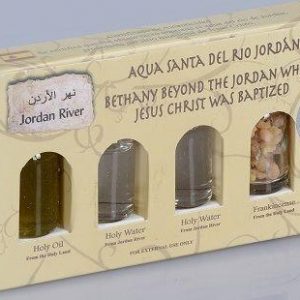 نهر الأردن
Jordan River
AQUA SANTA DEL RIO JORDÁN
BETHANY BEYOND THE JORDAN WH
JESUS CHRIST WAS BAPTIZED
Holy Oil
From the Holy Land
Holy Water
From Jordan River
Holy Water
From Jordan River
Frankincense
From the Holy Land
FOR EXTERNAL USE ONLY